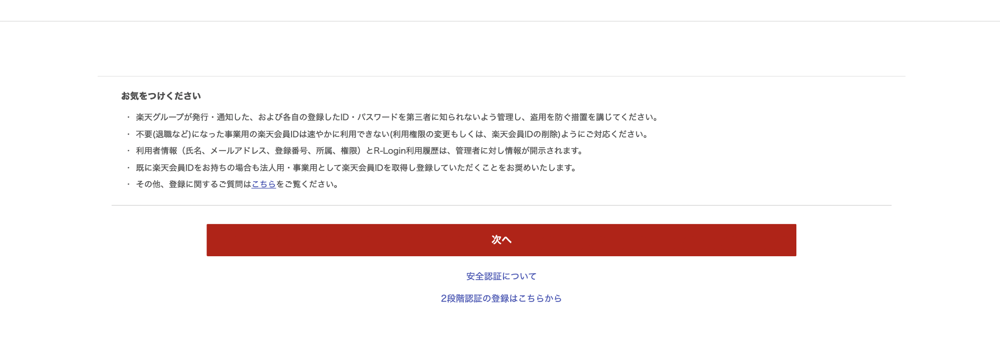 お気をつけください
・ 楽天グループが発行・通知した、および各自の登録したID・パスワードを第三者に知られないよう管理し、盗用を防ぐ措置を講じてください。
・ 不要(退職など)になった事業用の楽天会員IDは速やかに利用できない(利用権限の変更もしくは、楽天会員IDの削除)ようにご対応ください。
・ 利用者情報（氏名、メールアドレス、登録番号、所属、権限）とR-Login利用履歴は、管理者に対し情報が開示されます。
・ 既に楽天会員IDをお持ちの場合も法人用・事業用として楽天会員IDを取得し登録していただくことをお奨めいたします。
・ その他、登録に関するご質問はこちらをご覧ください。
次へ
安全認証について
2段階認証の登録はこちらから